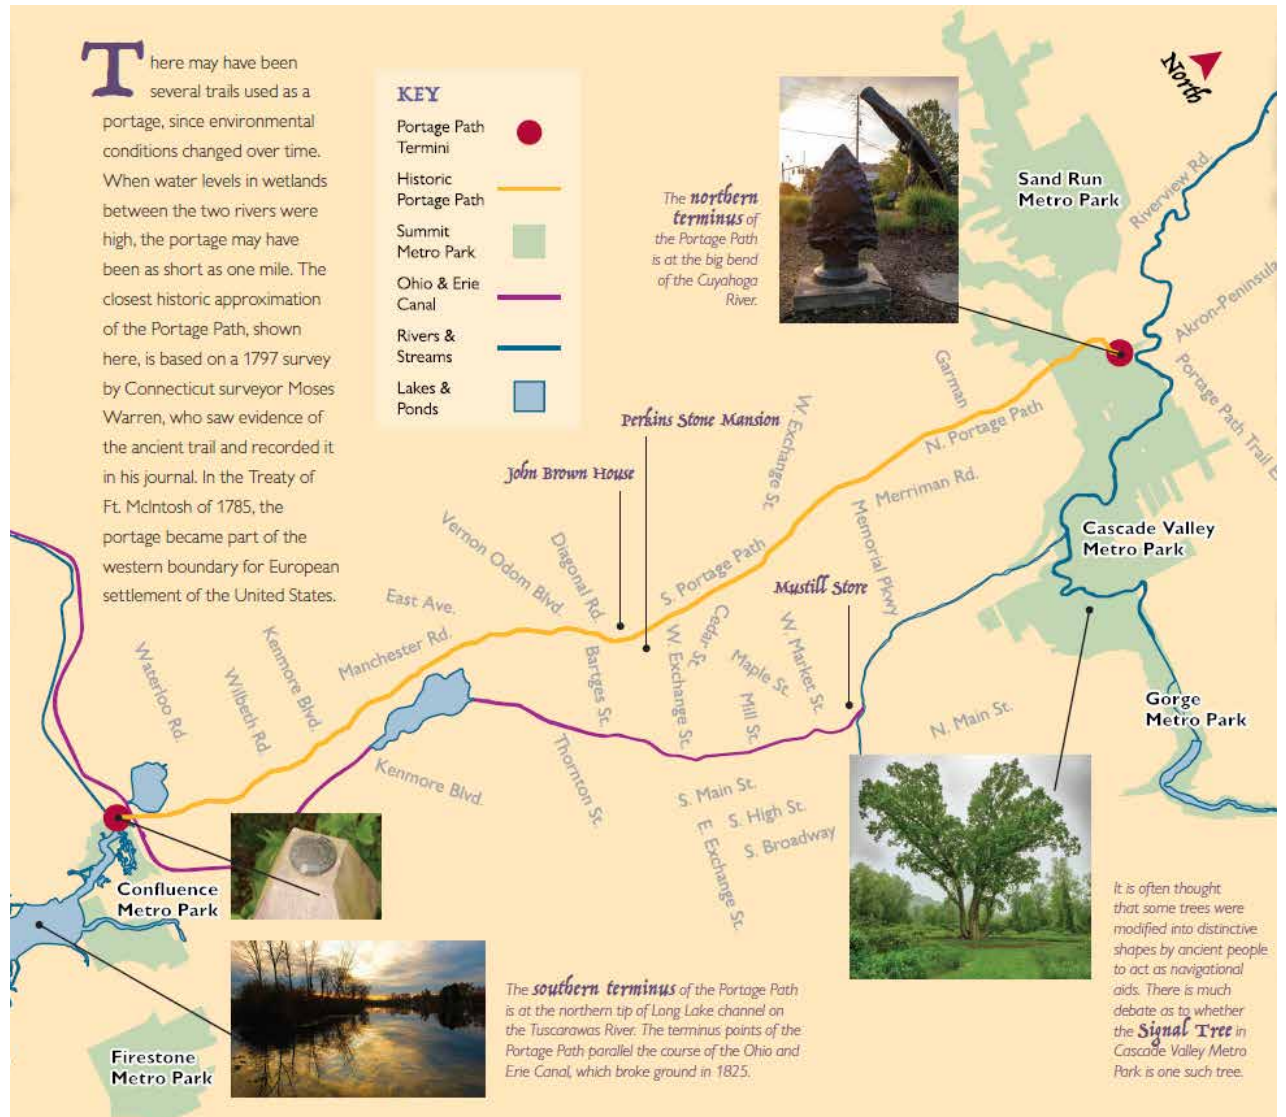 There may have been
several trails used as a
portage, since environmental
conditions changed over time.
When water levels in wetlands
between the two rivers were
high, the portage may have
been as short as one mile. The
closest historic approximation
of the Portage Path, shown
here, is based on a 1797 survey
by Connecticut surveyor Moses
Warren, who saw evidence of
the ancient trail and recorded it
in his journal. In the Treaty of
Ft. McIntosh of 1785, the
portage became part of the
western boundary for European
settlement of the United States.
KEY
Portage Path
Termini
Historic
Portage Path
Summit
Metro Park
Ohio & Erie
Canal
Rivers &
Streams
Lakes &
Ponds
North
The northern
terminus of
the Portage Path
is at the big bend
of the Cuyahoga
River.
Sand Run
Metro Park
Riverview Rd.
Akron-Peninsula
Portage Path Trail E
Garman
N. Portage Path
Merriman Rd.
Memorial Pkwy
W. Exchange St.
Perkins Stone Mansion
John Brown House
Mustill Store
Cascade Valley
Metro Park
Gorge
Metro Park
Vernon Odom Blvd.
Diagonal Rd.
S. Portage Path
East Ave.
Manchester Rd.
Kenmore Blvd.
Wilbeth Rd.
Waterloo Rd.
Kenmore Blvd.
Bartges St.
W. Exchange St.
Cedar St.
Maple St.
Mill St.
W. Market St.
N. Main St.
Thornton St.
S. Main St.
S. High St.
S. Broadway
E. Exchange St.
Confluence
Metro Park
Firestone
Metro Park
The southern terminus of the Portage Path
is at the northern tip of Long Lake channel on
the Tuscarawas River. The terminus points of the
Portage Path parallel the course of the Ohio and
Erie Canal, which broke ground in 1825.
It is often thought
that some trees were
modified into distinctive
shapes by ancient people
to act as navigational
aids. There is much
debate as to whether
the Signal Tree in
Cascade Valley Metro
Park is one such tree.